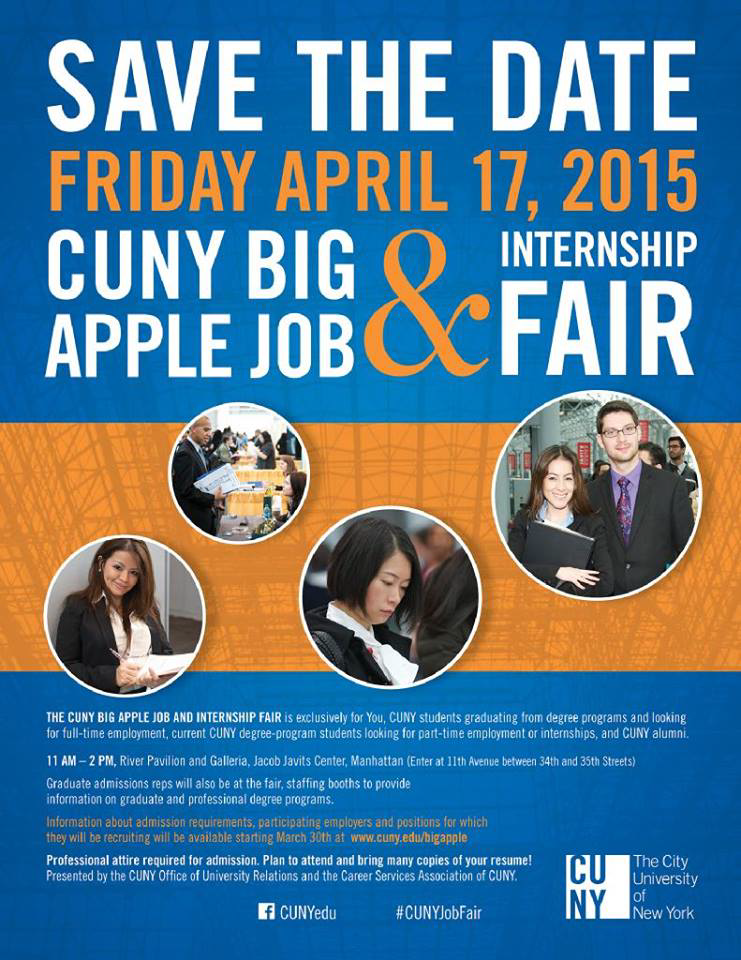 SAVE THE DATE
FRIDAY APRIL 17, 2015
CUNY BIG
APPLE JOB
&
INTERNSHIP
FAIR
THE CUNY BIG APPLE JOB AND INTERNSHIP FAIR is exclusively for You, CUNY students graduating from degree programs and looking
for full-time employment, current CUNY degree-program students looking for part-time employment or internships, and CUNY alumni.
11 AM – 2 PM, River Pavilion and Galleria, Jacob Javits Center, Manhattan (Enter at 11th Avenue between 34th and 35th Streets)
Graduate admissions reps will also be at the fair, staffing booths to provide
information on graduate and professional degree programs.
Information about admission requirements, participating employers and positions for which
they will be recruiting will be available starting March 30th at www.cuny.edu/bigapple
Professional attire required for admission. Plan to attend and bring many copies of your resume!
Presented by the CUNY Office of University Relations and the Career Services Association of CUNY.
f CUNYedu #CUNYJobFair
CU
NY
The City
University
of
New York